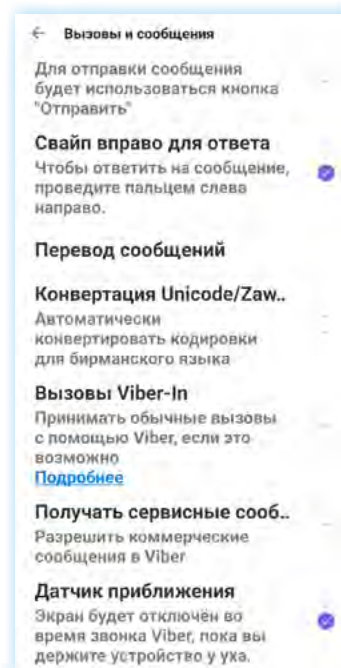 Вызовы и сообщения
Для отправки сообщения
будет использоваться кнопка
"Отправить"
Свайп вправо для ответа
Чтобы ответить на сообщение,
проведите пальцем слева
направо.
Перевод сообщений
Конвертация Unicode/Zaw..
Автоматически
конвертировать кодировки
для бирманского языка
Вызовы Viber-In
Принимать обычные вызовы
с помощью Viber, если это
возможно
Подробнее
Получать сервисные сооб..
Разрешить коммерческие
сообщения в Viber
Датчик приближения
Экран будет отключён во
время звонка Viber, пока вы
держите устройство у уха.